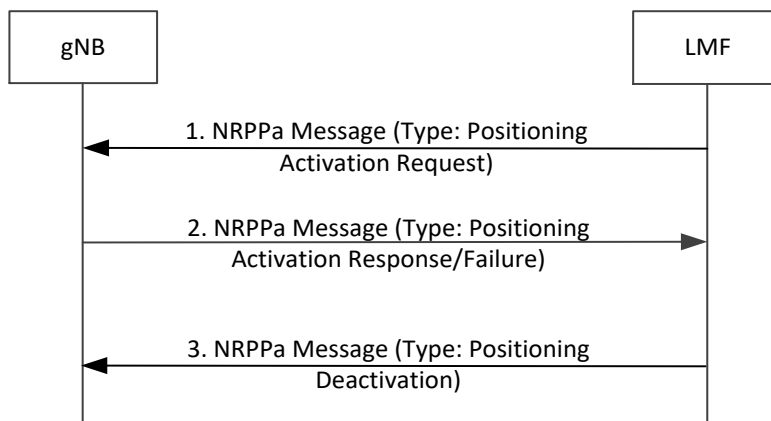 gNB
LMF
1. NRPPa Message (Type: Positioning
Activation Request)
2. NRPPa Message (Type: Positioning
Activation Response/Failure)
3. NRPPa Message (Type: Positioning
Deactivation)